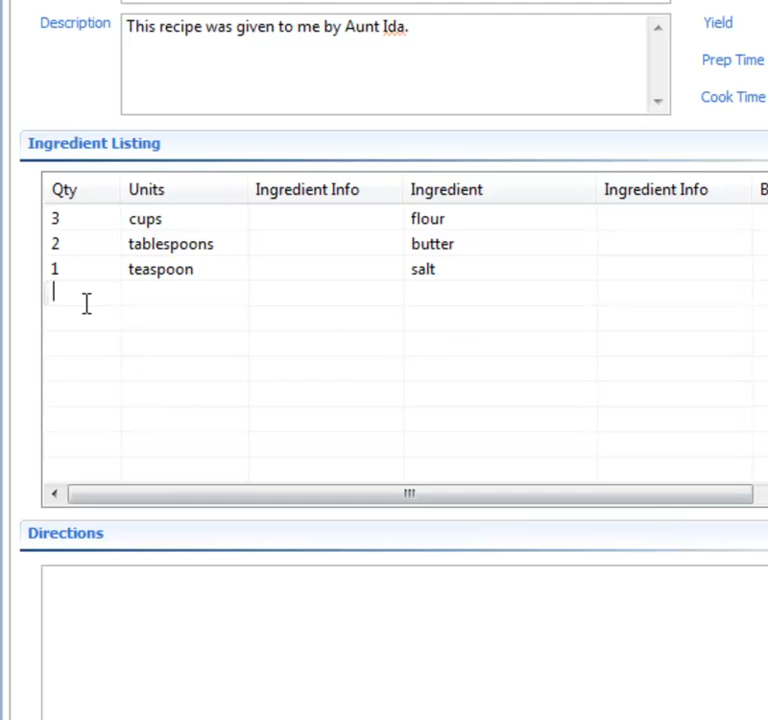 Description This recipe was given to me by Aunt Ida. Yield
Prep Time
Cook Time
Ingredient Listing
Qty Units Ingredient Info Ingredient Ingredient Info B
3 cups flour
2 tablespoons butter
1 teaspoon salt
Directions